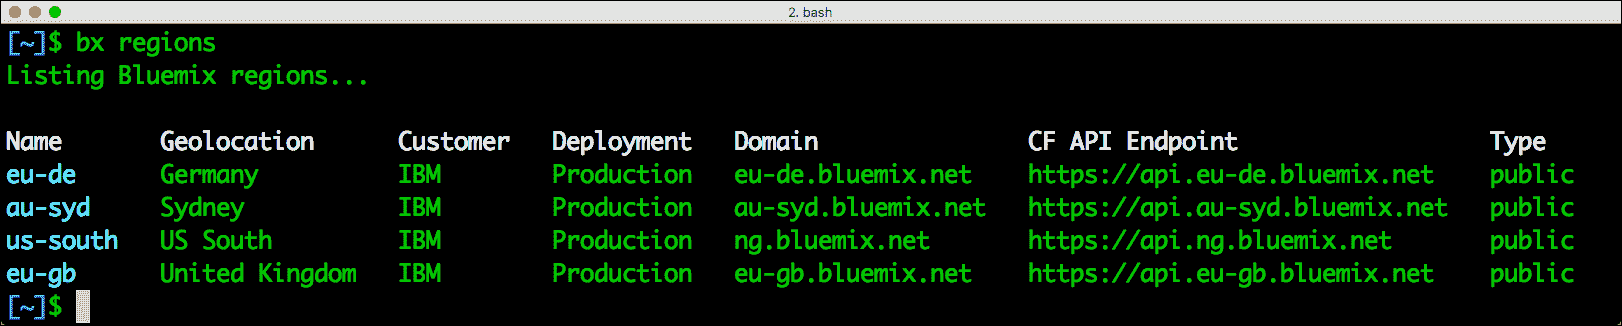 2. bash
[~]$ bx regions
Listing Bluemix regions...
Name Geolocation Customer Deployment Domain CF API Endpoint Type
eu-de Germany IBM Production eu-de.bluemix.net https://api.eu-de.bluemix.net public
au-syd Sydney IBM Production au-syd.bluemix.net https://api.au-syd.bluemix.net public
us-south US South IBM Production ng.bluemix.net https://api.ng.bluemix.net public
eu-gb United Kingdom IBM Production eu-gb.bluemix.net https://api.eu-gb.bluemix.net public
[~]$